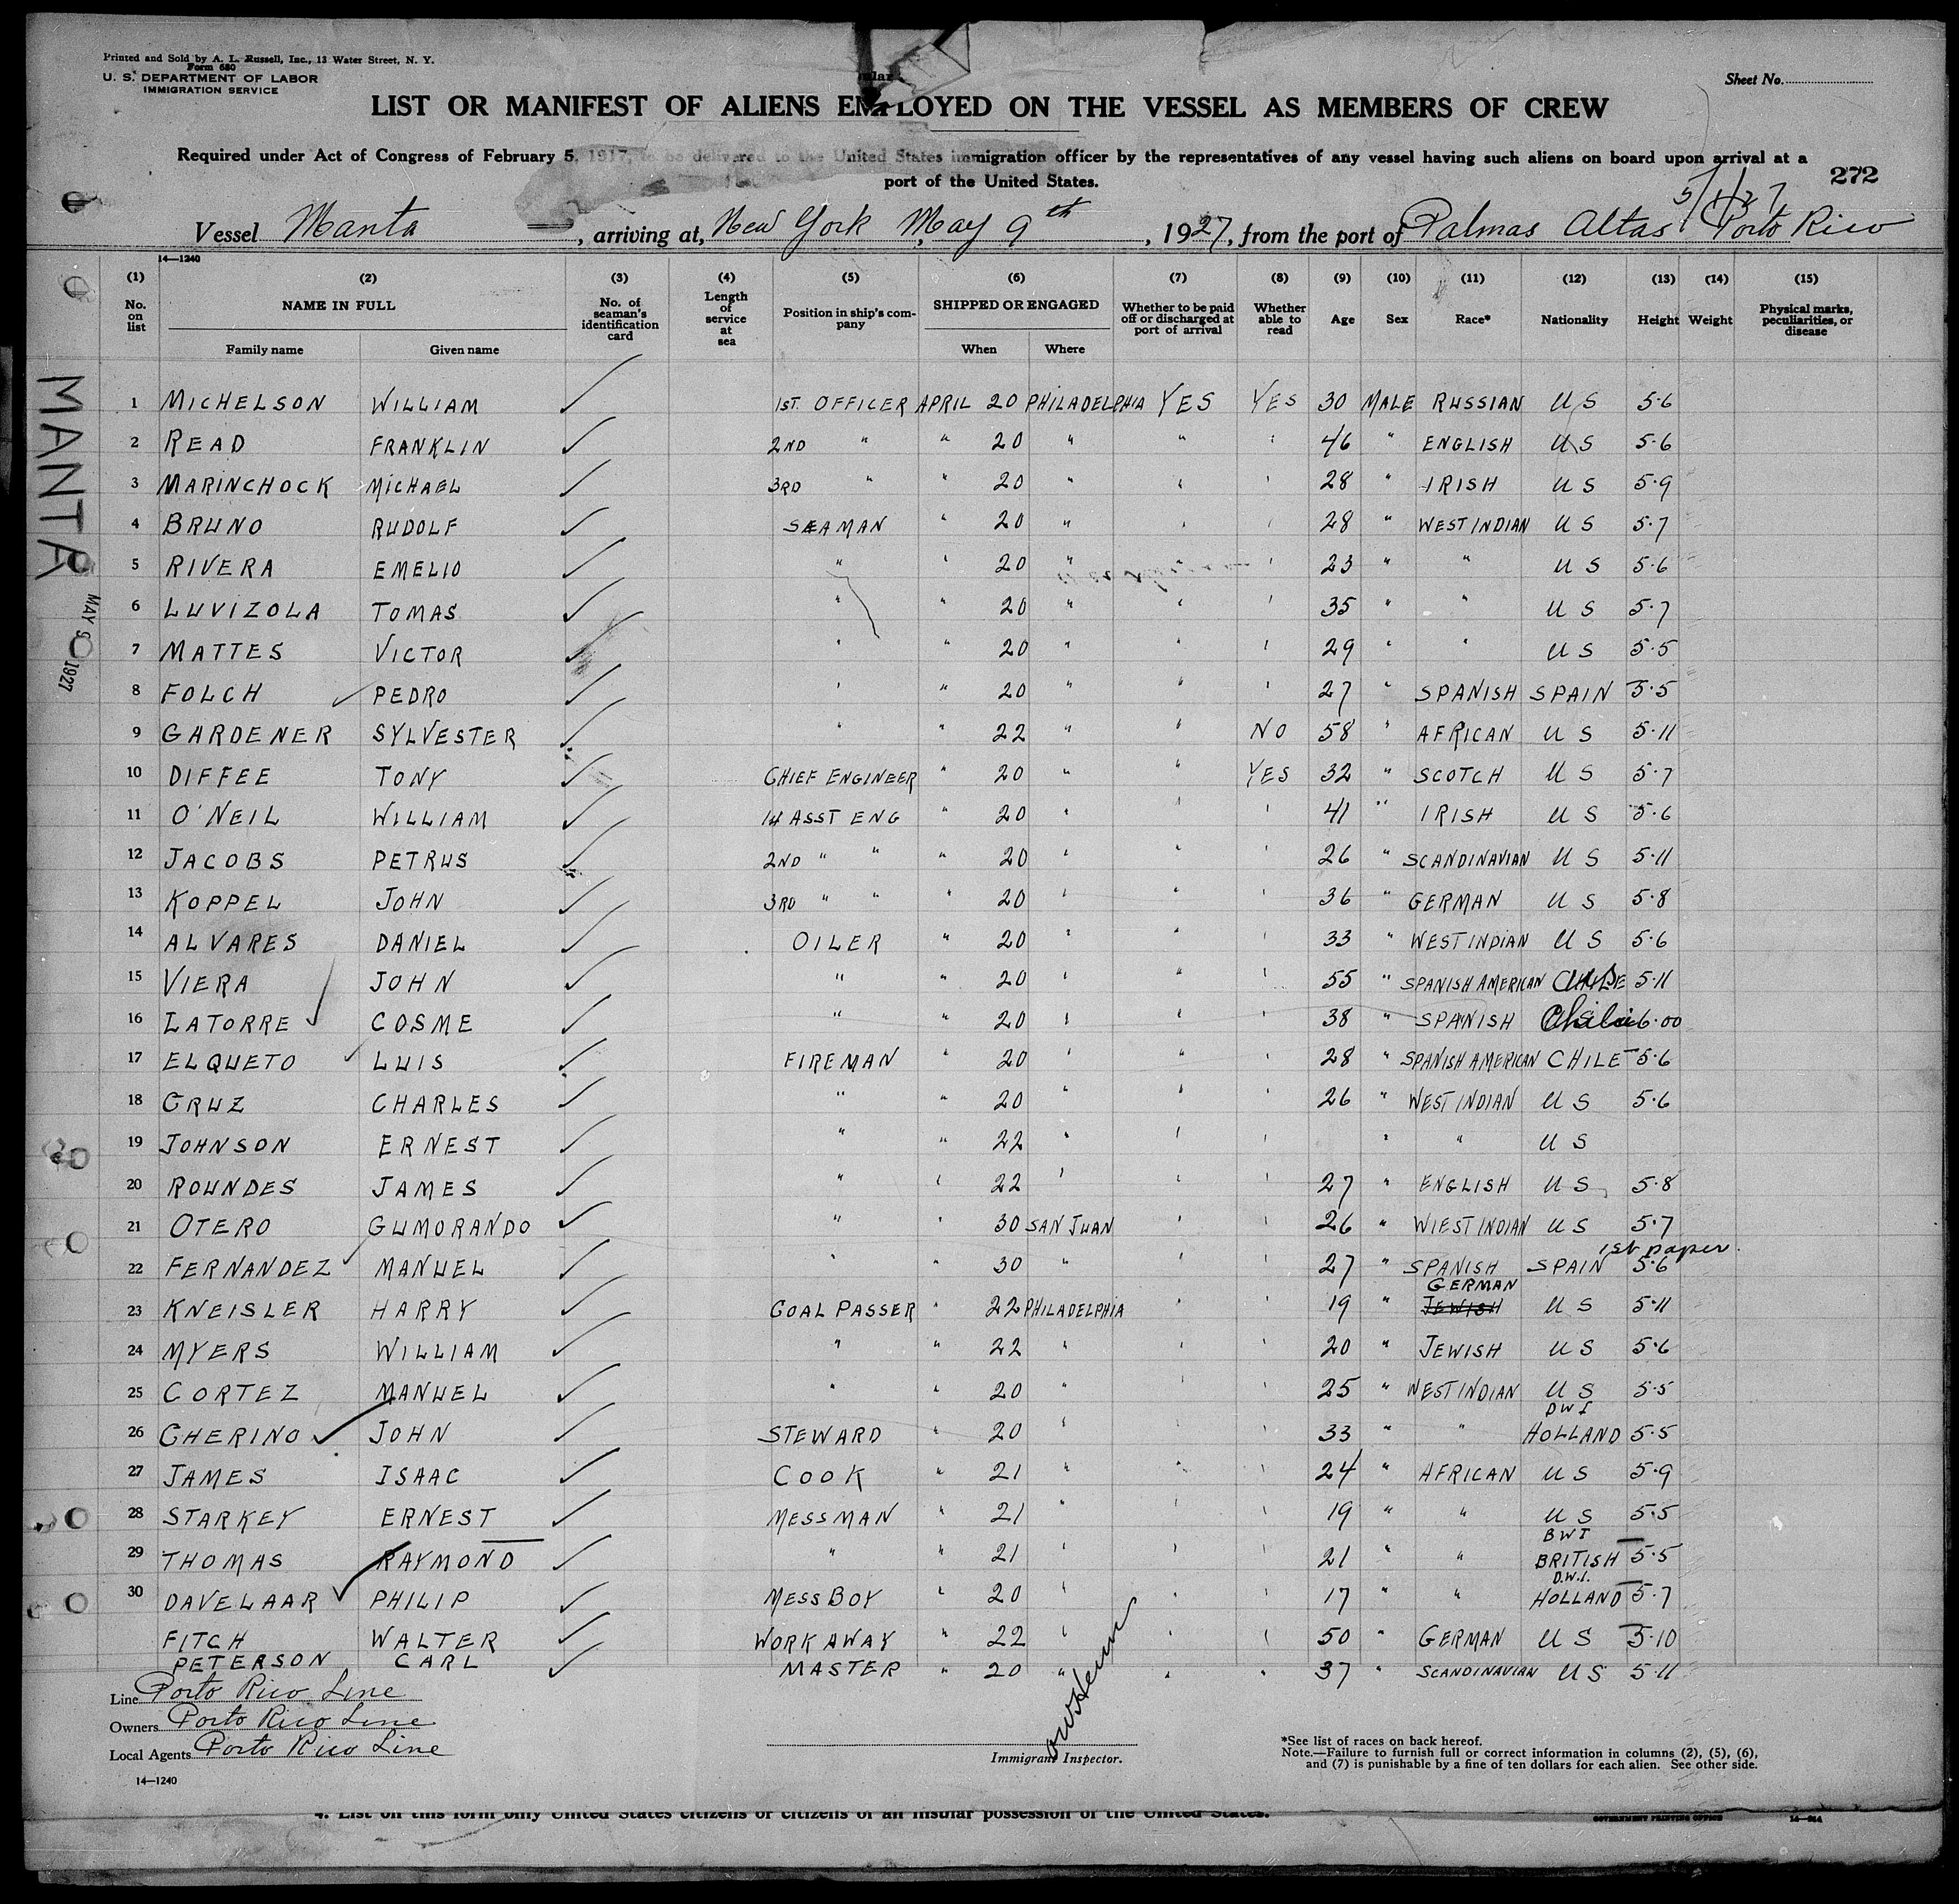 Printed and Sold by A. L. Russell, Inc., 13 Water Street, N. Y.
Form 680
U. S. DEPARTMENT OF LABOR
IMMIGRATION SERVICE
Sheet No.
LIST OR MANIFEST OF ALIENS EMPLOYED ON THE VESSEL AS MEMBERS OF CREW
Required under Act of Congress of February 5, 1917, to be delivered to the United States immigration officer by the representatives of any vessel having such aliens on board upon arrival at a
port of the United States.
272
5/1/27
Vessel Manta, arriving at, New York May 9th, 1927, from the port of Palmas Altas Porto Rico
14—1240
(1) (2) (3) (4) (5) (6) (7) (8) (9) (10) (11) (12) (13) (14) (15)
No. on list NAME IN FULL Family name Given name No. of seaman's identification card Length of service at sea Position in ship's company SHIPPED OR ENGAGED When Where Whether to be paid off or discharged at port of arrival Whether able to read Age Sex Race* Nationality Height Weight Physical marks, peculiarities, or disease
MANTA
MAY 9 1927
1 MICHELSON WILLIAM ✓ 1ST. OFFICER APRIL 20 PHILADELPHIA YES YES 30 MALE RUSSIAN U S 5·6
2 READ FRANKLIN ✓ 2ND " " 20 " " " 46 " ENGLISH U S 5·6
3 MARINCHOCK MICHAEL ✓ 3RD " " 20 " " " 28 " IRISH U S 5·9
4 BRUNO RUDOLF ✓ SEAMAN " 20 " " " 28 " WEST INDIAN U S 5·7
5 RIVERA EMELIO ✓ " " 20 " " " 23 " " U S 5·6
6 LUVIZOLA TOMAS ✓ " " 20 " " " 35 " " U S 5·7
7 MATTES VICTOR ✓ " " 20 " " " 29 " " U S 5·5
8 FOLCH ✓ PEDRO ✓ " " 20 " " " 27 " SPANISH SPAIN 5·5
9 GARDENER SYLVESTER ✓ " " 22 " " NO 58 " AFRICAN U S 5·11
10 DIFFEE TONY ✓ CHIEF ENGINEER " 20 " " YES 32 " SCOTCH U S 5·7
11 O'NEIL WILLIAM ✓ 1st ASST ENG " 20 " " " 41 " IRISH U S 5·6
12 JACOBS PETRUS ✓ 2ND " " " 20 " " " 26 " SCANDINAVIAN U S 5·11
13 KOPPEL JOHN ✓ 3RD " " " 20 " " " 36 " GERMAN U S 5·8
14 ALVARES DANIEL ✓ OILER " 20 " " " 33 " WEST INDIAN U S 5·6
15 VIERA JOHN ✓ " " 20 " " " 55 " SPANISH AMERICAN CHILE US 5·11
16 LATORRE ✓ COSME ✓ " " 20 " " " 38 " SPANISH Chile 6·00
17 ELQUETO ✓ LUIS ✓ FIREMAN " 20 " " " 28 " SPANISH AMERICAN CHILE 5·6
18 CRUZ CHARLES ✓ " " 20 " " " 26 " WEST INDIAN U S 5·6
19 JOHNSON ERNEST ✓ " " 22 " " " " " U S
20 ROUNDES JAMES ✓ " " 22 " " " 27 " ENGLISH U S 5·8
21 OTERO GUMORANDO ✓ " " 30 SAN JUAN " " 26 " WIEST INDIAN U S 5·7
1st paper
22 FERNANDEZ ✓ MANUEL ✓ " " 30 " " " 27 " SPANISH SPAIN 5·6
GERMAN
23 KNEISLER HARRY ✓ COAL PASSER " 22 PHILADELPHIA " " 19 " JEWISH U S 5·11
24 MYERS WILLIAM ✓ " " 22 " " " 20 " JEWISH U S 5·6
25 CORTEZ MANUEL ✓ " " 20 " " " 25 " WEST INDIAN U S 5·5
DWI
26 CHERINO ✓ JOHN ✓ STEWARD " 20 " " " 33 " " HOLLAND 5·5
27 JAMES ISAAC ✓ COOK " 21 " " " 24 " AFRICAN U S 5·9
28 STARKEY ERNEST ✓ MESSMAN " 21 " " " 19 " " U S 5·5
BWI
29 THOMAS RAYMOND ✓ " " 21 " " " 21 " " BRITISH 5·5
D.W.I.
30 DAVELAAR ✓ PHILIP ✓ MESS BOY " 20 " " " 17 " " HOLLAND 5·7
FITCH WALTER ✓ WORK AWAY " 22 " " " 50 " GERMAN U S 5·10
PETERSON CARL ✓ MASTER " 20 " " " 37 " SCANDINAVIAN U S 5·11
Line Porto Rico Line
Owners Porto Rico Line
Local Agents Porto Rico Line
Immigrant Inspector.
*See list of races on back hereof.
Note.—Failure to furnish full or correct information in columns (2), (5), (6),
and (7) is punishable by a fine of ten dollars for each alien. See other side.
14—1240
4. List on this form only United States citizens or citizens of an insular possession of the United States.
GOVERNMENT PRINTING OFFICE